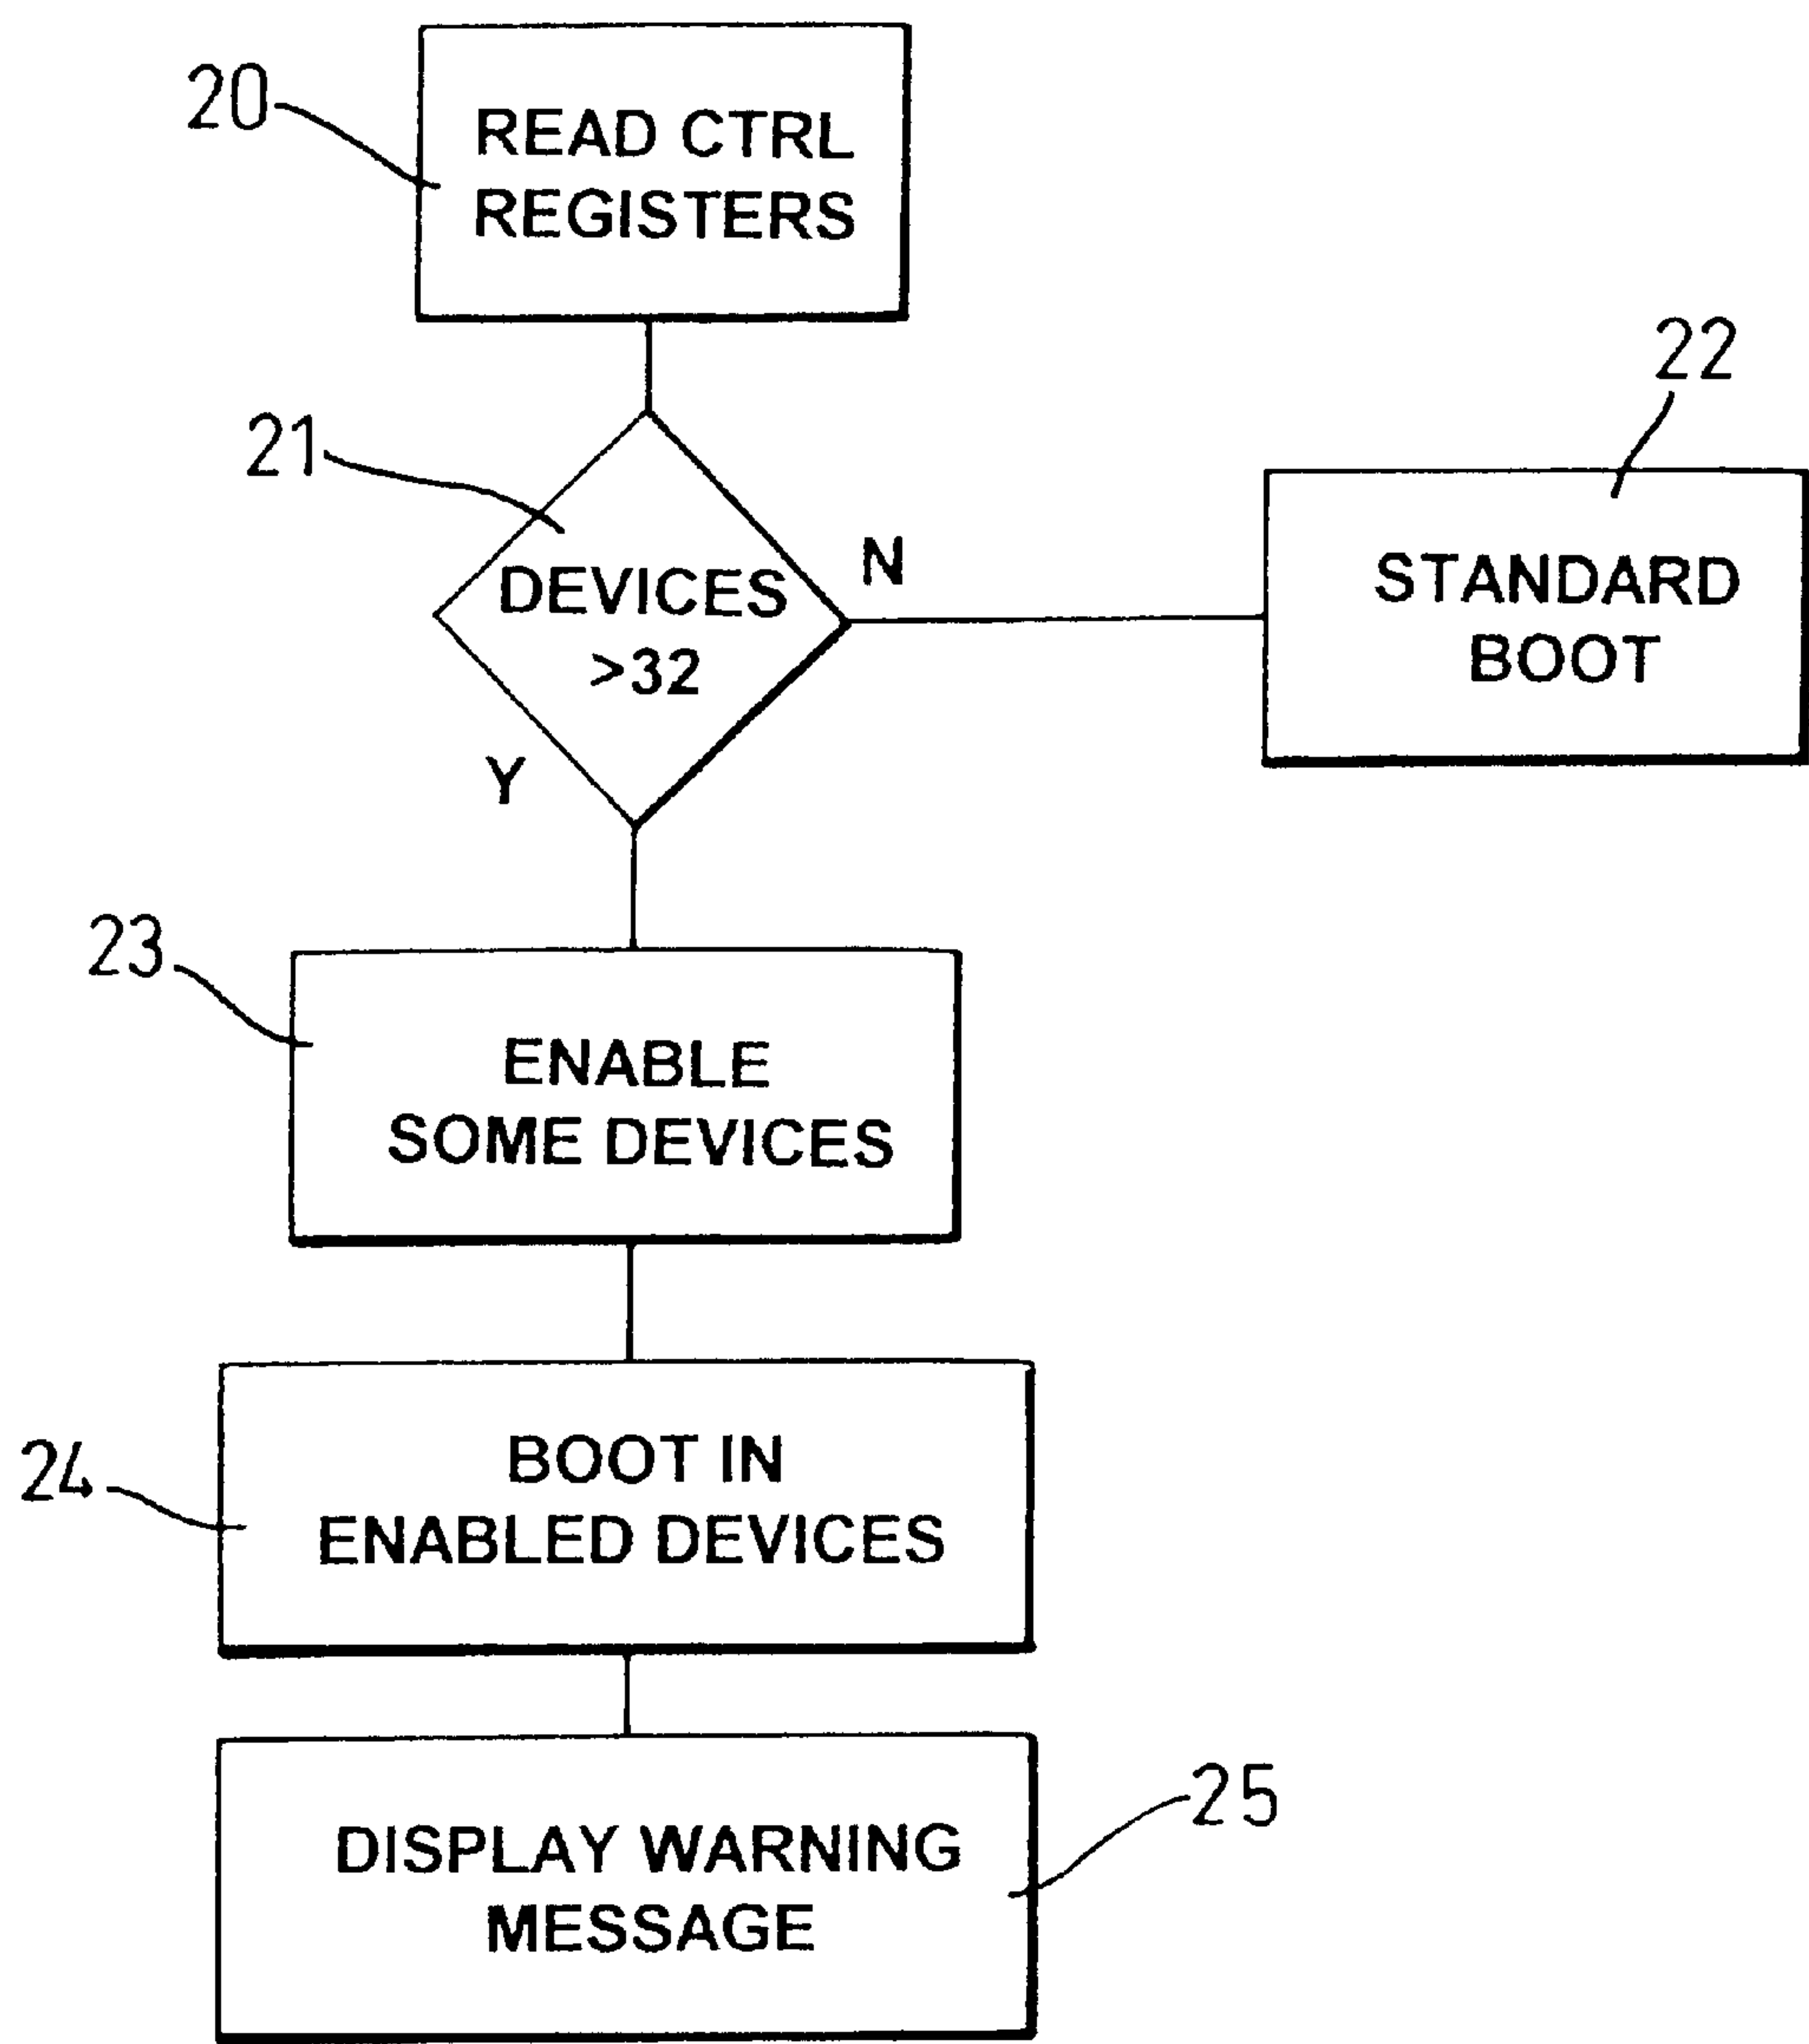 20
READ CTRL
REGISTERS
21
DEVICES
>32
N
Y
22
STANDARD
BOOT
23
ENABLE
SOME DEVICES
24
BOOT IN
ENABLED DEVICES
DISPLAY WARNING
MESSAGE
25